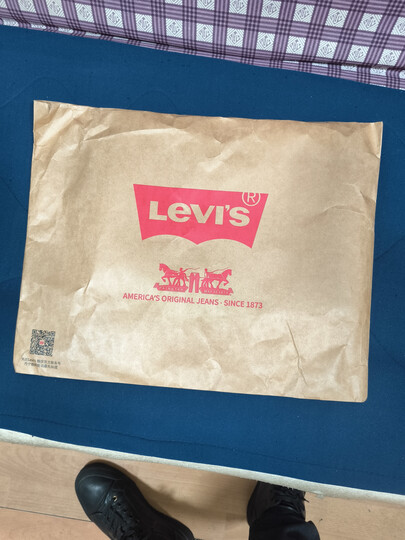 LEVI'S
®
AMERICA'S ORIGINAL JEANS - SINCE 1873